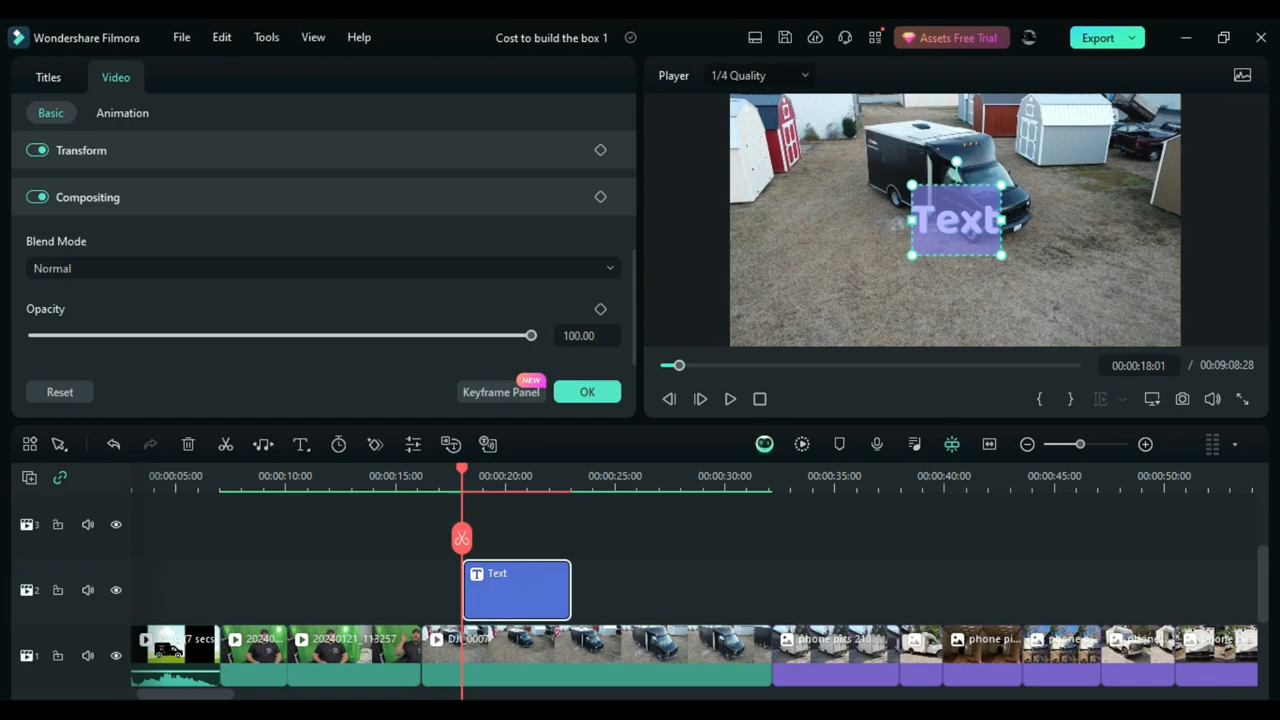 Wondershare Filmora File Edit Tools View Help Cost to build the box 1 Assets Free Trial Export
Titles Video
Player 1/4 Quality
Basic Animation
Transform
Compositing
Blend Mode
Normal
Opacity
100.00
Reset Keyframe Panel NEW OK
Text
00:00:18:01 / 00:09:08:28
00:00:05:00 00:00:10:00 00:00:15:00 00:00:20:00 00:00:25:00 00:00:30:00 00:00:35:00 00:00:40:00 00:00:45:00 00:00:50:00
3
2
T Text
1
7 secs 20240... 20240121_113257 DJI_0007 phone pics 218... phone pi...